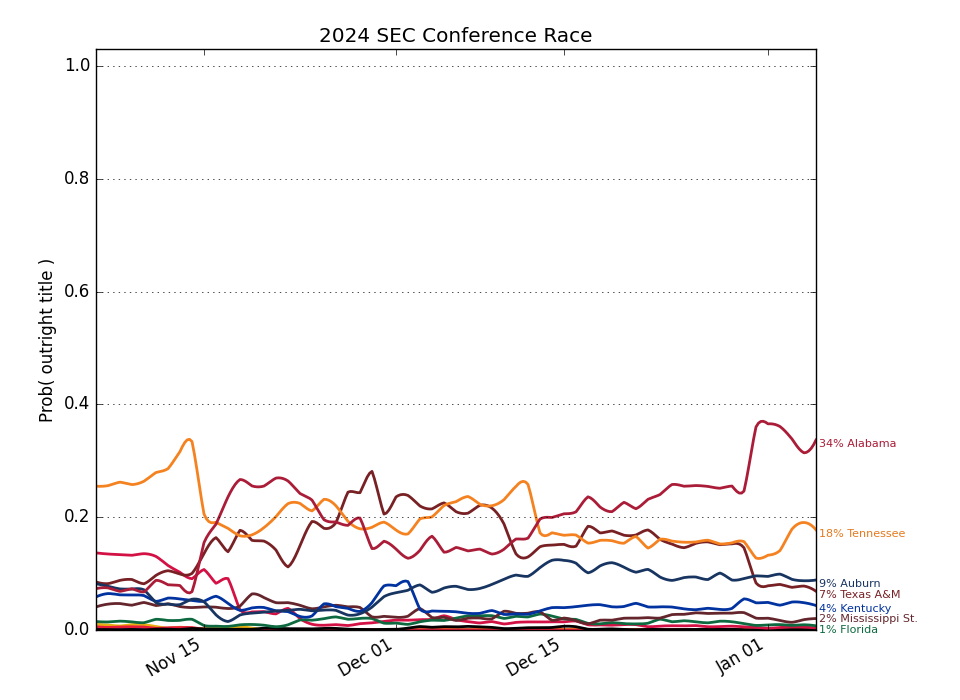 2024 SEC Conference Race
Prob( outright title )
1.0
0.8
0.6
0.4
0.2
0.0
Nov 15
Dec 01
Dec 15
Jan 01
34% Alabama
18% Tennessee
9% Auburn
7% Texas A&M
4% Kentucky
2% Mississippi St.
1% Florida